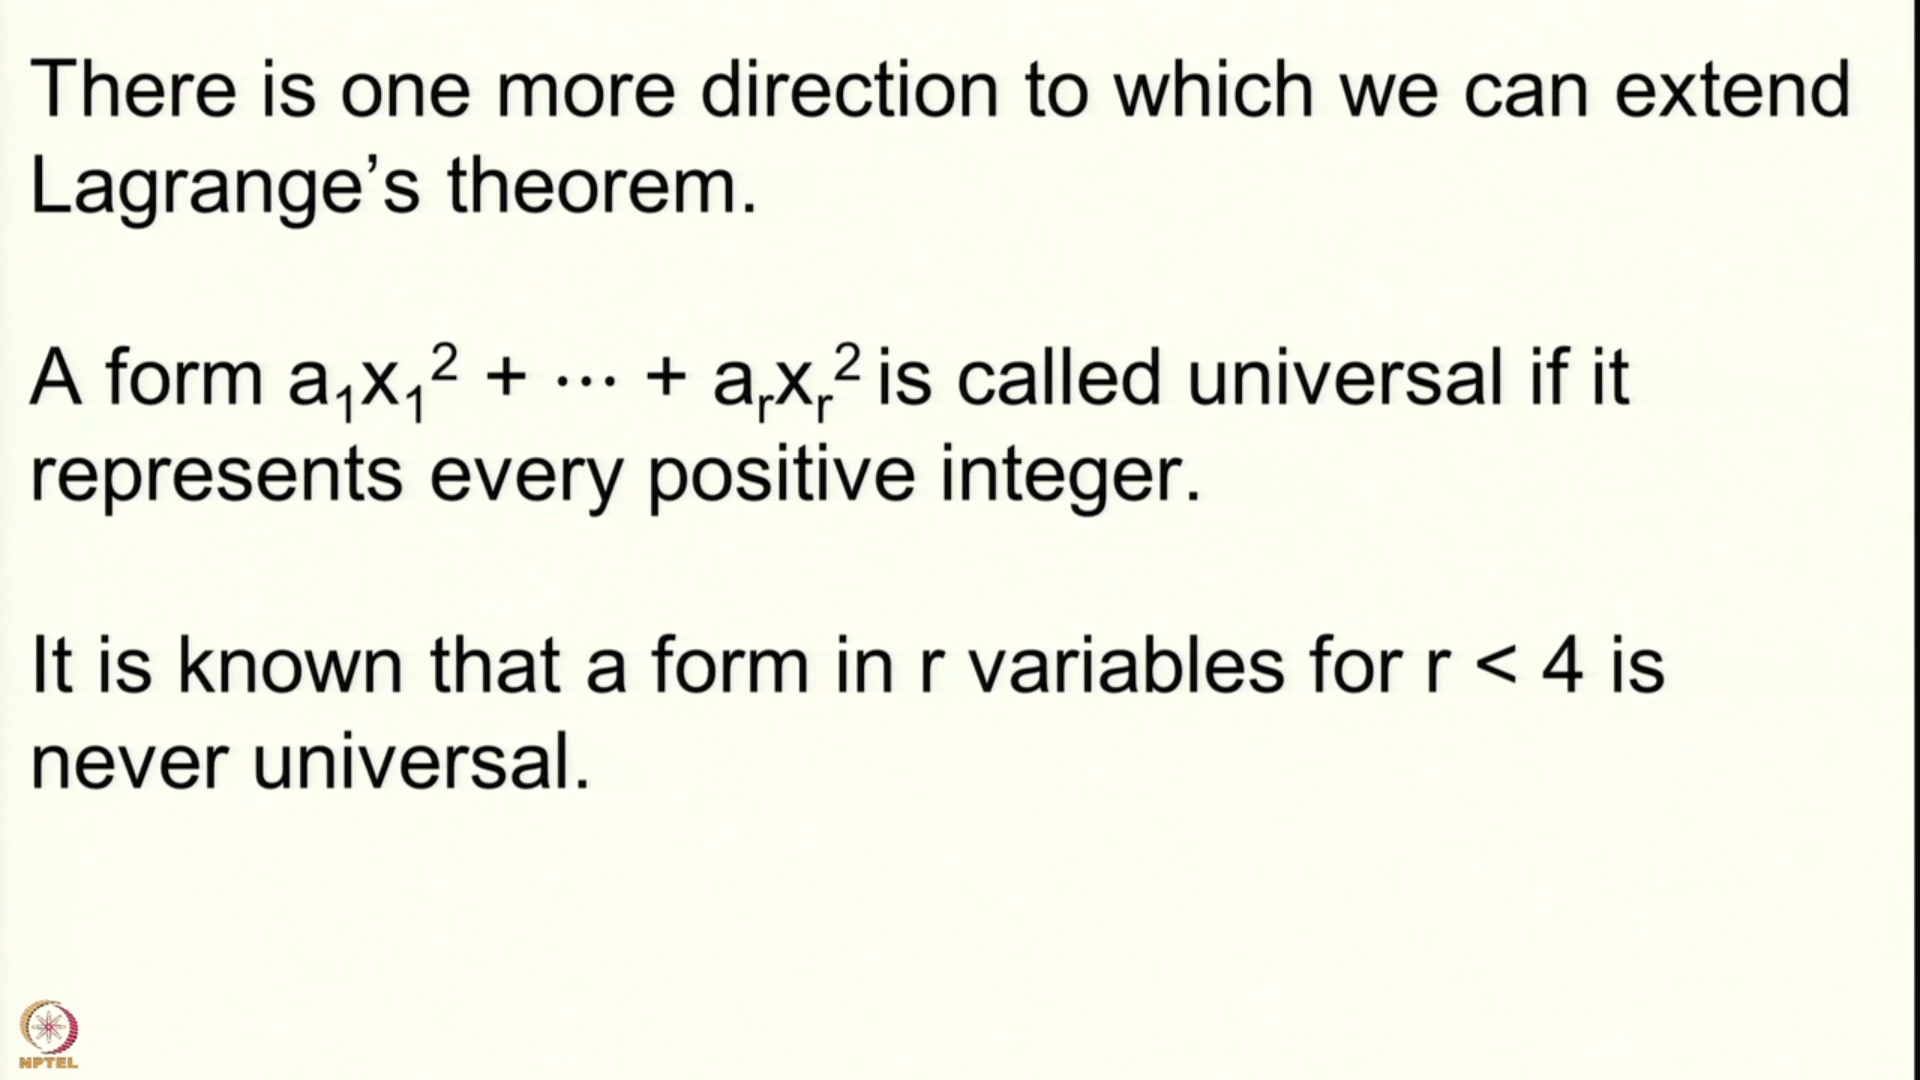 There is one more direction to which we can extend
Lagrange’s theorem.
A form a₁x₁² + ⋯ + aᵣxᵣ² is called universal if it
represents every positive integer.
It is known that a form in r variables for r < 4 is
never universal.
NPTEL